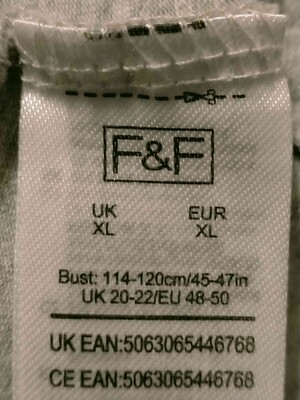 F&F
UK EUR
XL XL
Bust: 114-120cm/45-47in
UK 20-22/EU 48-50
UK EAN:5063065446768
CE EAN:5063065446768